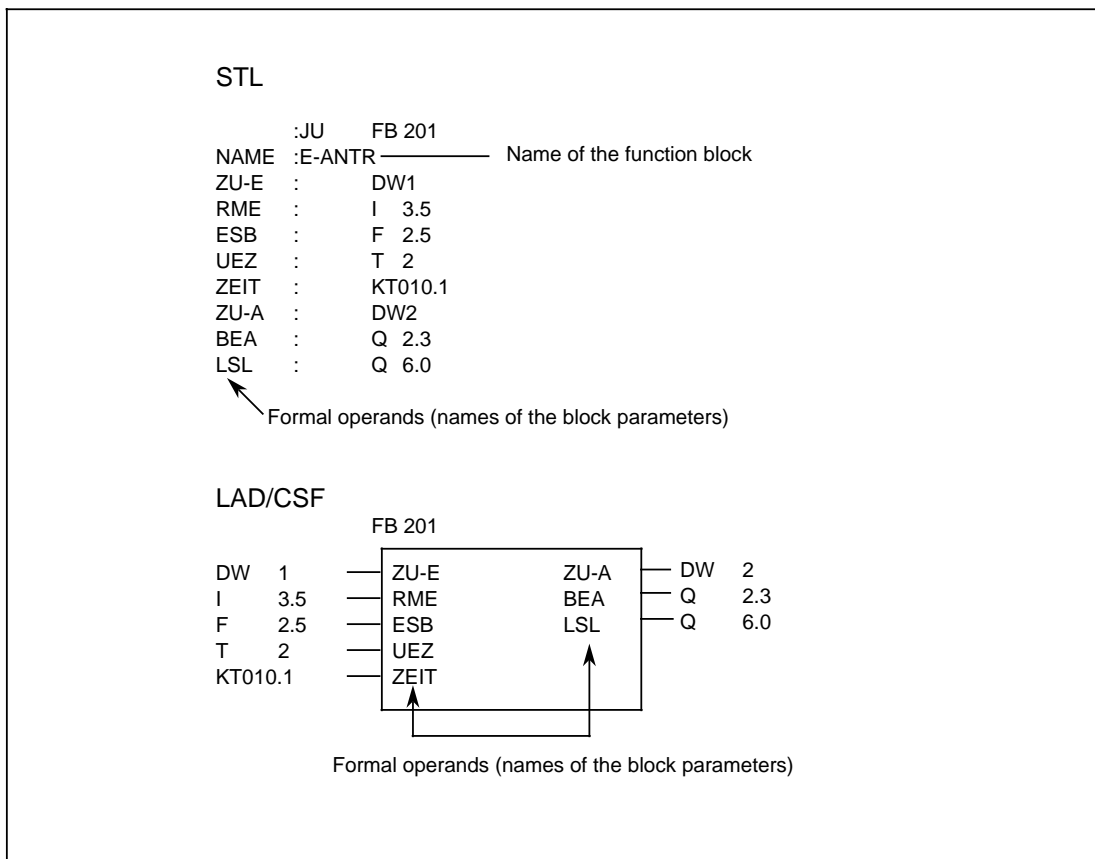 STL
:JU FB 201
NAME :E-ANTR Name of the function block
ZU-E : DW1
RME : I 3.5
ESB : F 2.5
UEZ : T 2
ZEIT : KT010.1
ZU-A : DW2
BEA : Q 2.3
LSL : Q 6.0
Formal operands (names of the block parameters)
LAD/CSF
FB 201
DW 1 ZU-E ZU-A DW 2
I 3.5 RME BEA Q 2.3
F 2.5 ESB LSL Q 6.0
T 2 UEZ
KT010.1 ZEIT
Formal operands (names of the block parameters)